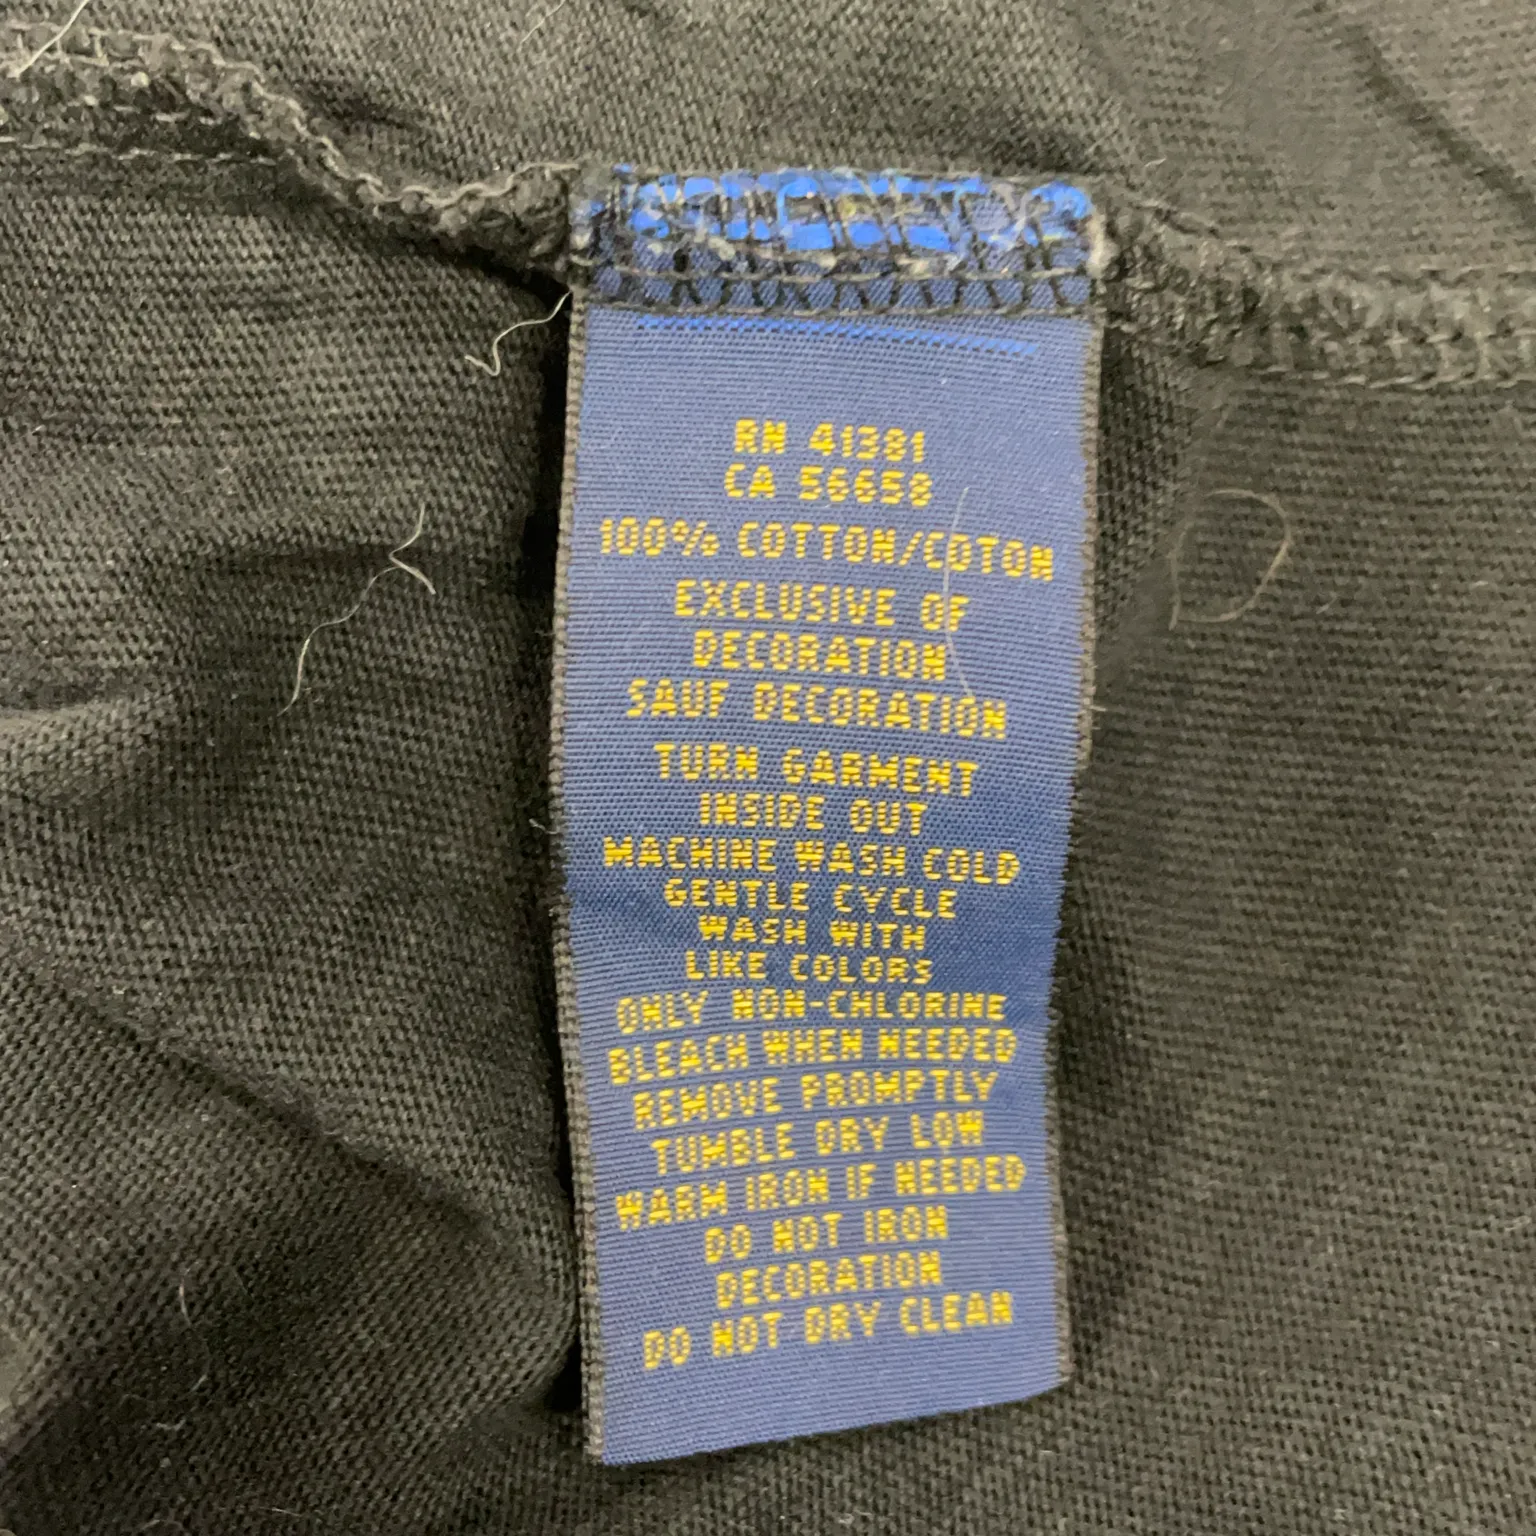 RN 41381
CA 56658
100% COTTON/COTON
EXCLUSIVE OF
DECORATION
SAUF DECORATION
TURN GARMENT
INSIDE OUT
MACHINE WASH COLD
GENTLE CYCLE
WASH WITH
LIKE COLORS
ONLY NON-CHLORINE
BLEACH WHEN NEEDED
REMOVE PROMPTLY
TUMBLE DRY LOW
WARM IRON IF NEEDED
DO NOT IRON
DECORATION
DO NOT DRY CLEAN